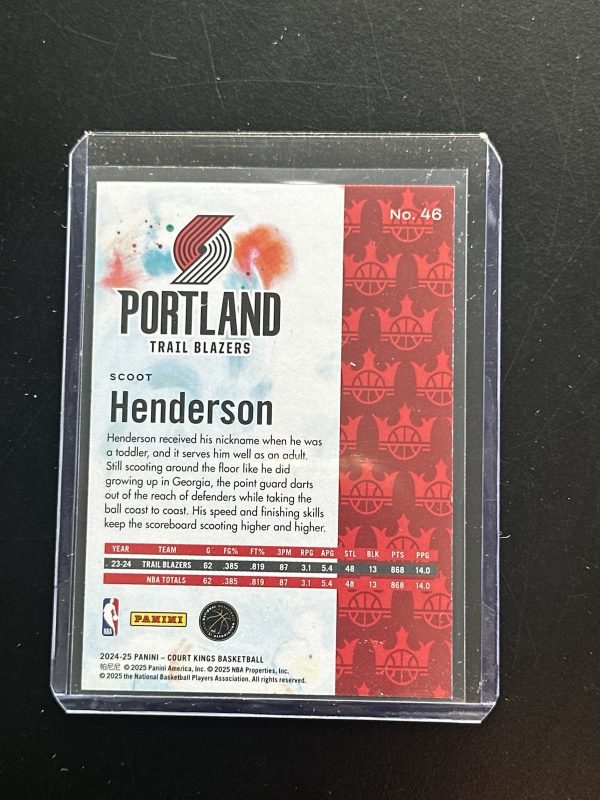 No. 46
PORTLAND
TRAIL BLAZERS
SCOOT
Henderson
Henderson received his nickname when he was
a toddler, and it serves him well as an adult.
Still scooting around the floor like he did
growing up in Georgia, the point guard darts
out of the reach of defenders while taking the
ball coast to coast. His speed and finishing skills
keep the scoreboard scooting higher and higher.
YEAR TEAM G FG% FT% 3PM RPG APG STL BLK PTS PPG
23-24 TRAIL BLAZERS 62 .385 .819 87 3.1 5.4 48 13 868 14.0
NBA TOTALS 62 .385 .819 87 3.1 5.4 48 13 868 14.0
NBA
PANINI
2024-25 PANINI – COURT KINGS BASKETBALL
帕尼尼 © 2025 Panini America, Inc. © 2025 NBA Properties, Inc.
© 2025 the National Basketball Players Association. All rights reserved.